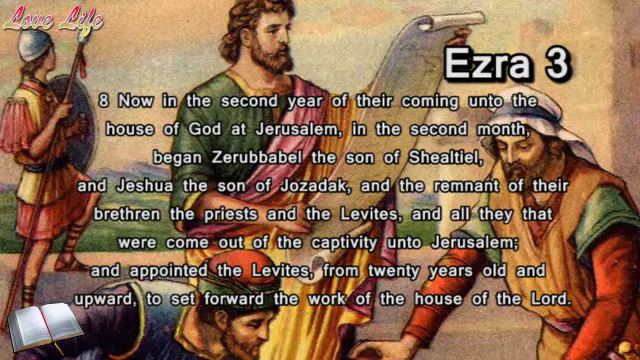 Love Life
Ezra 3
8 Now in the second year of their coming unto the
house of God at Jerusalem, in the second month,
began Zerubbabel the son of Shealtiel,
and Jeshua the son of Jozadak, and the remnant of their
brethren the priests and the Levites, and all they that
were come out of the captivity unto Jerusalem;
and appointed the Levites, from twenty years old and
upward, to set forward the work of the house of the Lord.